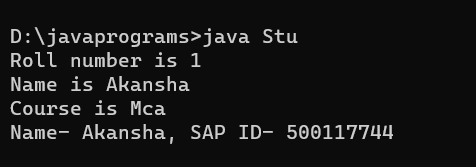 D:\javaprograms>java Stu
Roll number is 1
Name is Akansha
Course is Mca
Name- Akansha, SAP ID- 500117744